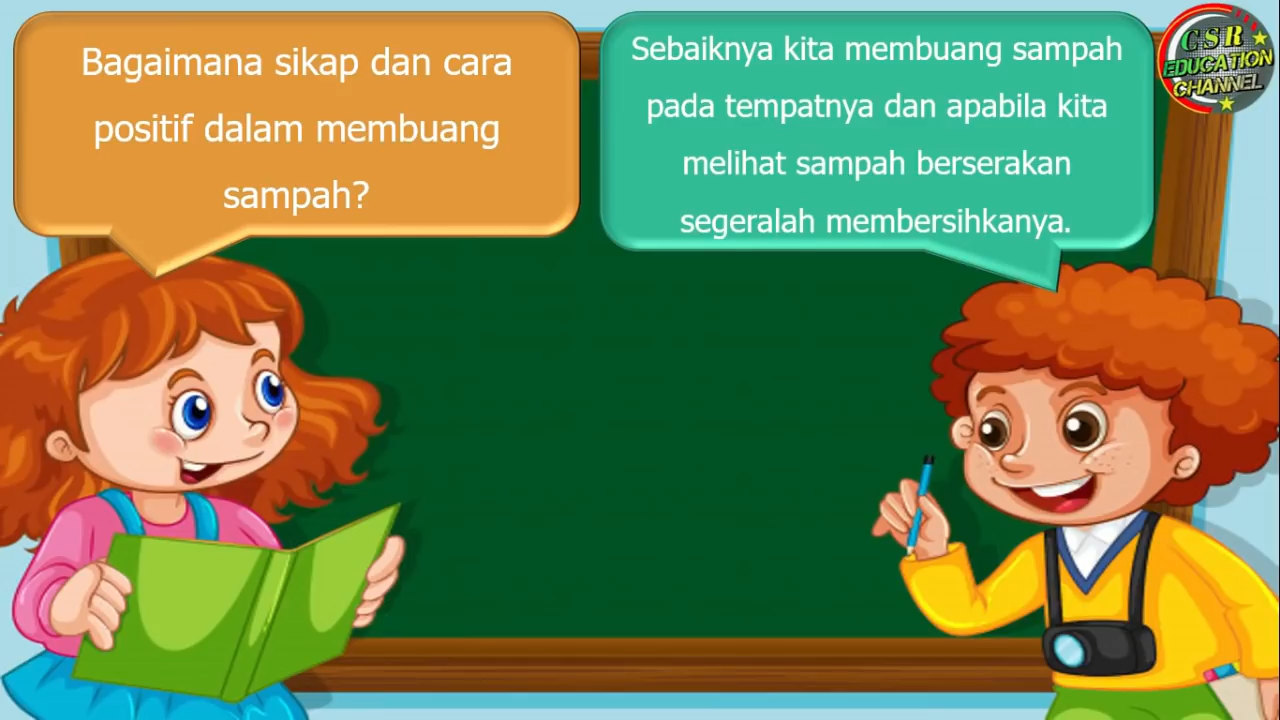 Bagaimana sikap dan cara
positif dalam membuang
sampah?
Sebaiknya kita membuang sampah
pada tempatnya dan apabila kita
melihat sampah berserakan
segeralah membersihkanya.
CSR
EDUCATION
CHANNEL